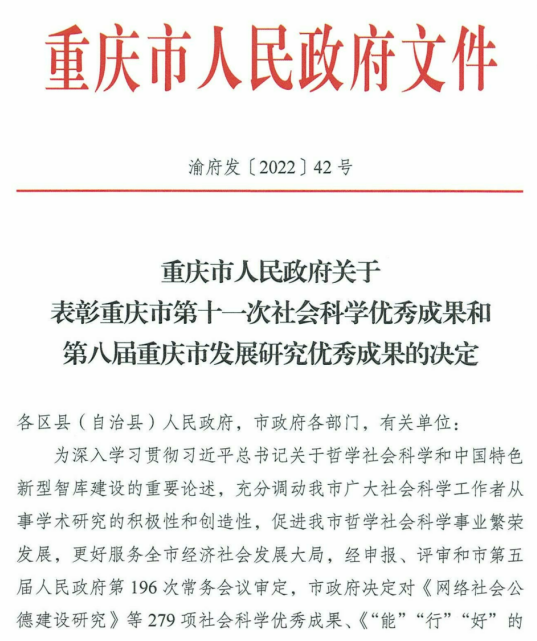 重庆市人民政府文件
渝府发〔2022〕42号
重庆市人民政府关于
表彰重庆市第十一次社会科学优秀成果和
第八届重庆市发展研究优秀成果的决定
各区县（自治县）人民政府，市政府各部门，有关单位：
为深入学习贯彻习近平总书记关于哲学社会科学和中国特色
新型智库建设的重要论述，充分调动我市广大社会科学工作者从
事学术研究的积极性和创造性，促进我市哲学社会科学事业繁荣
发展，更好服务全市经济社会发展大局，经申报、评审和市第五
届人民政府第196次常务会议审定，市政府决定对《网络社会公
德建设研究》等279项社会科学优秀成果、《“能”“行”“好”的